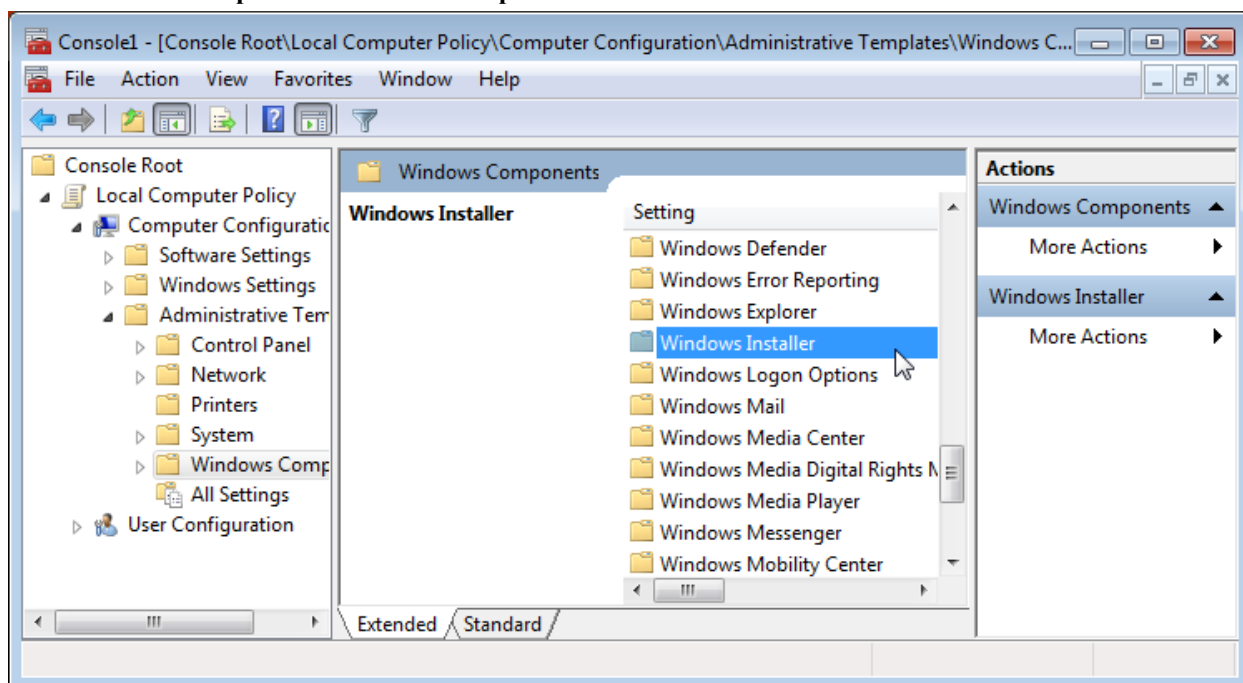 Console1 - [Console Root\Local Computer Policy\Computer Configuration\Administrative Templates\Windows C...
File Action View Favorites Window Help
Console Root
Local Computer Policy
Computer Configuratic
Software Settings
Windows Settings
Administrative Tem
Control Panel
Network
Printers
System
Windows Comp
All Settings
User Configuration
Windows Components
Windows Installer
Setting
Windows Defender
Windows Error Reporting
Windows Explorer
Windows Installer
Windows Logon Options
Windows Mail
Windows Media Center
Windows Media Digital Rights M
Windows Media Player
Windows Messenger
Windows Mobility Center
Extended
Standard
Actions
Windows Components
More Actions
Windows Installer
More Actions